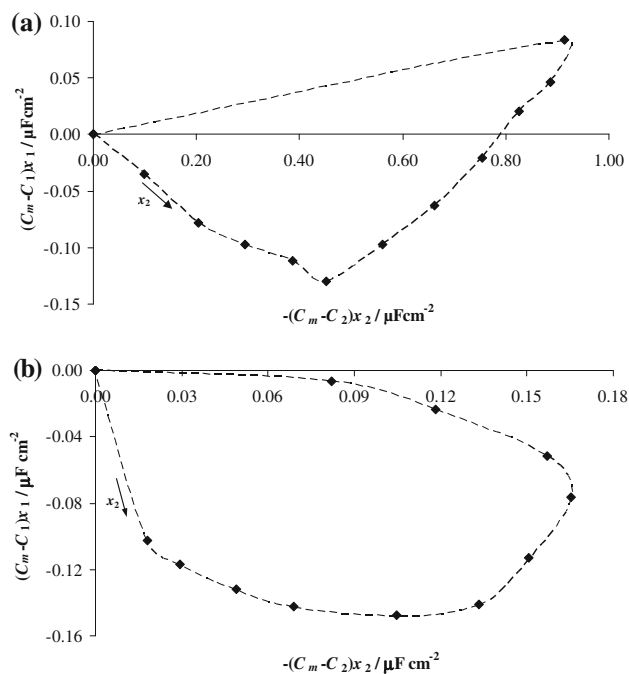 (a)
0.10
0.05
0.00
-0.05
-0.10
-0.15
0.00 0.20 0.40 0.60 0.80 1.00
(Cm-C1)x1 / µFcm-2
x2
-(Cm-C2)x2 / µFcm-2
(b)
0.00
-0.04
-0.08
-0.12
-0.16
0.00 0.03 0.06 0.09 0.12 0.15 0.18
(Cm-C1)x1 / µF cm-2
x2
-(Cm-C2)x2 / µF cm-2